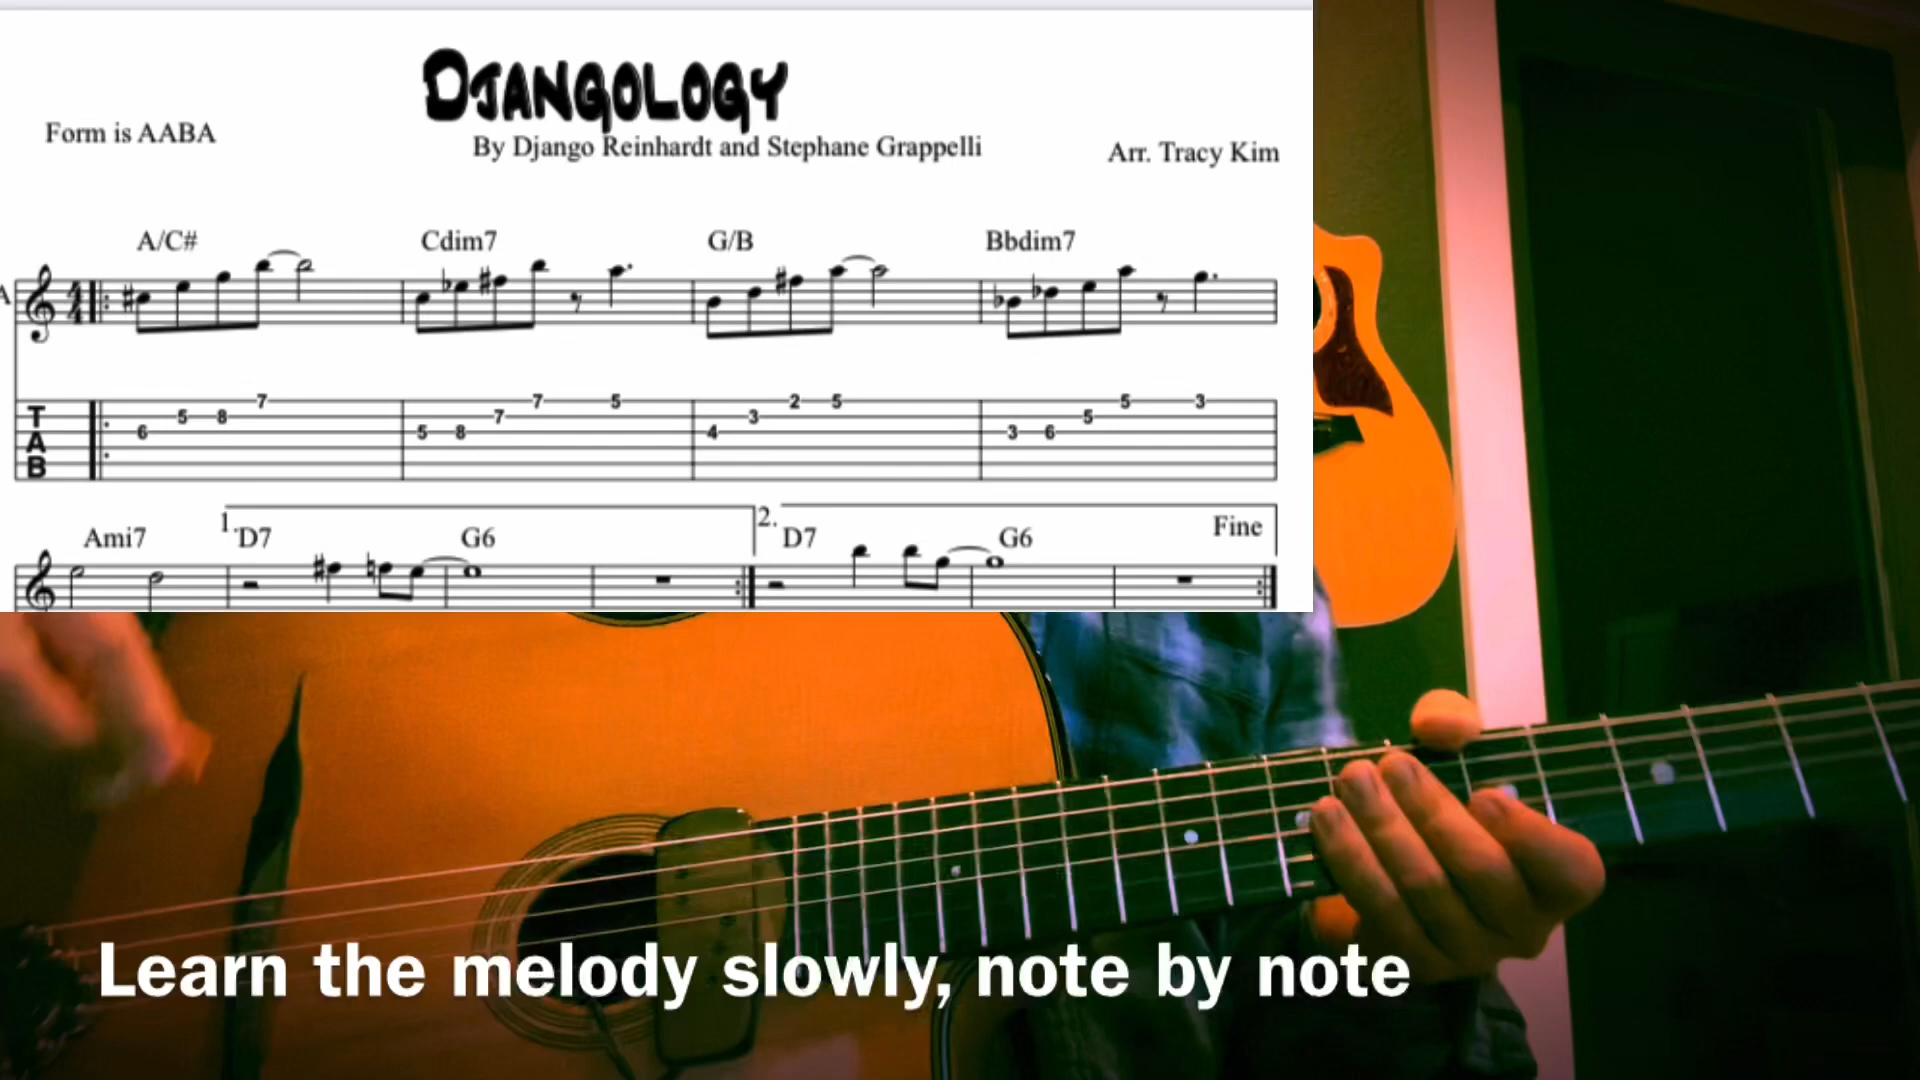 DJANGOLOGY
Form is AABA
By Django Reinhardt and Stephane Grappelli
Arr. Tracy Kim
A/C# Cdim7 G/B Bbdim7
A
4 4
7 7 5 2 5 5 3
5 8 7 3 5
6 5 8 4 3 6
T
A
B
1. 2. Fine
Ami7 D7 G6 D7 G6
Learn the melody slowly, note by note